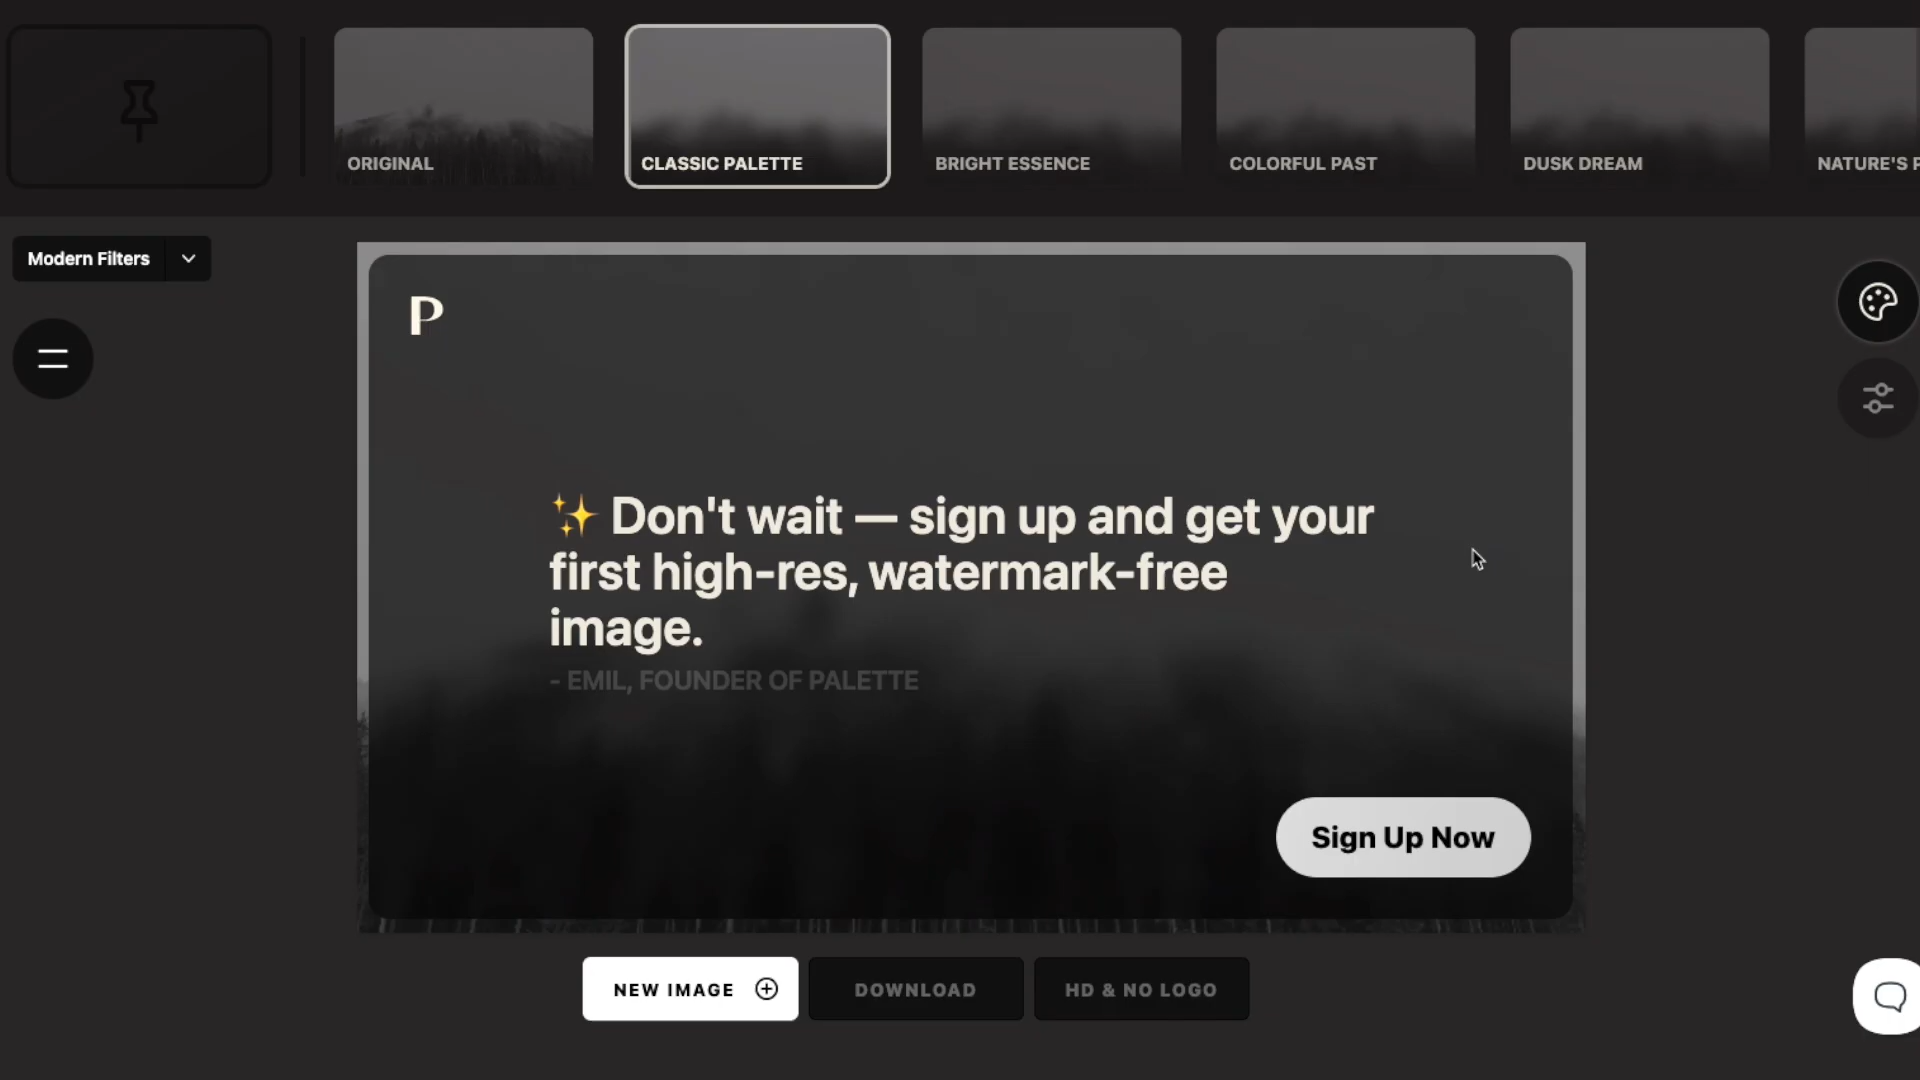 ORIGINAL
CLASSIC PALETTE
BRIGHT ESSENCE
COLORFUL PAST
DUSK DREAM
NATURE'S
Modern Filters
P
✨ Don't wait — sign up and get your
first high-res, watermark-free
image.
- EMIL, FOUNDER OF PALETTE
Sign Up Now
NEW IMAGE
DOWNLOAD
HD & NO LOGO